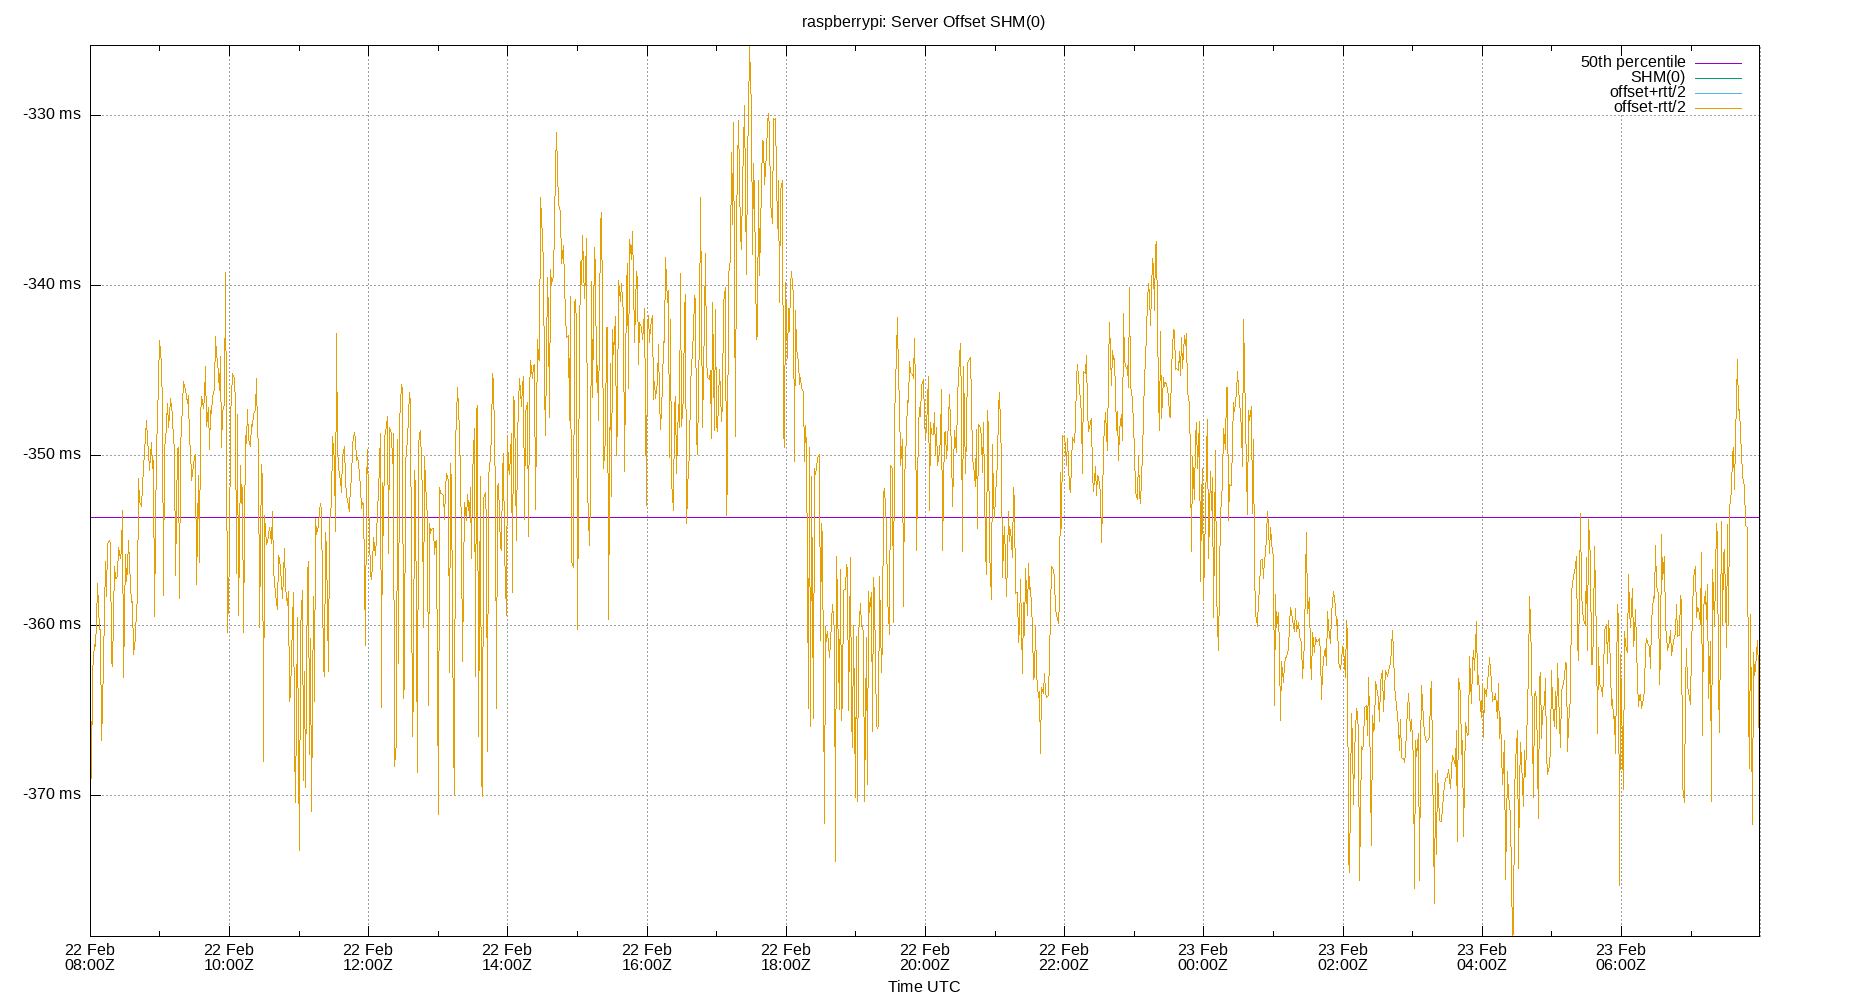 raspberrypi: Server Offset SHM(0)
50th percentile
SHM(0)
offset+rtt/2
offset-rtt/2
-330 ms
-340 ms
-350 ms
-360 ms
-370 ms
22 Feb 22 Feb 22 Feb 22 Feb 22 Feb 22 Feb 22 Feb 22 Feb 23 Feb 23 Feb 23 Feb 23 Feb
08:00Z 10:00Z 12:00Z 14:00Z 16:00Z 18:00Z 20:00Z 22:00Z 00:00Z 02:00Z 04:00Z 06:00Z
Time UTC